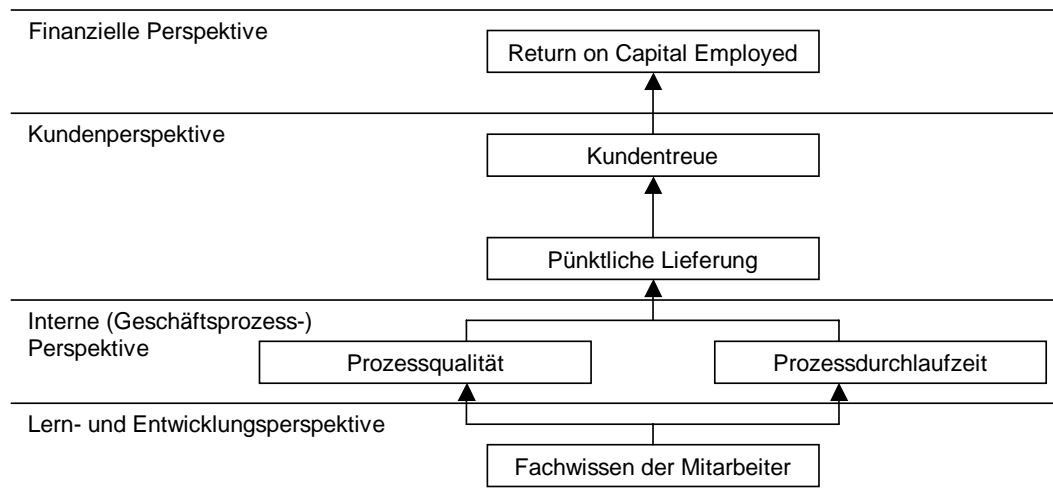 Finanzielle Perspektive
Return on Capital Employed
Kundenperspektive
Kundentreue
Pünktliche Lieferung
Interne (Geschäftsprozess-)
Perspektive
Prozessqualität
Prozessdurchlaufzeit
Lern- und Entwicklungsperspektive
Fachwissen der Mitarbeiter